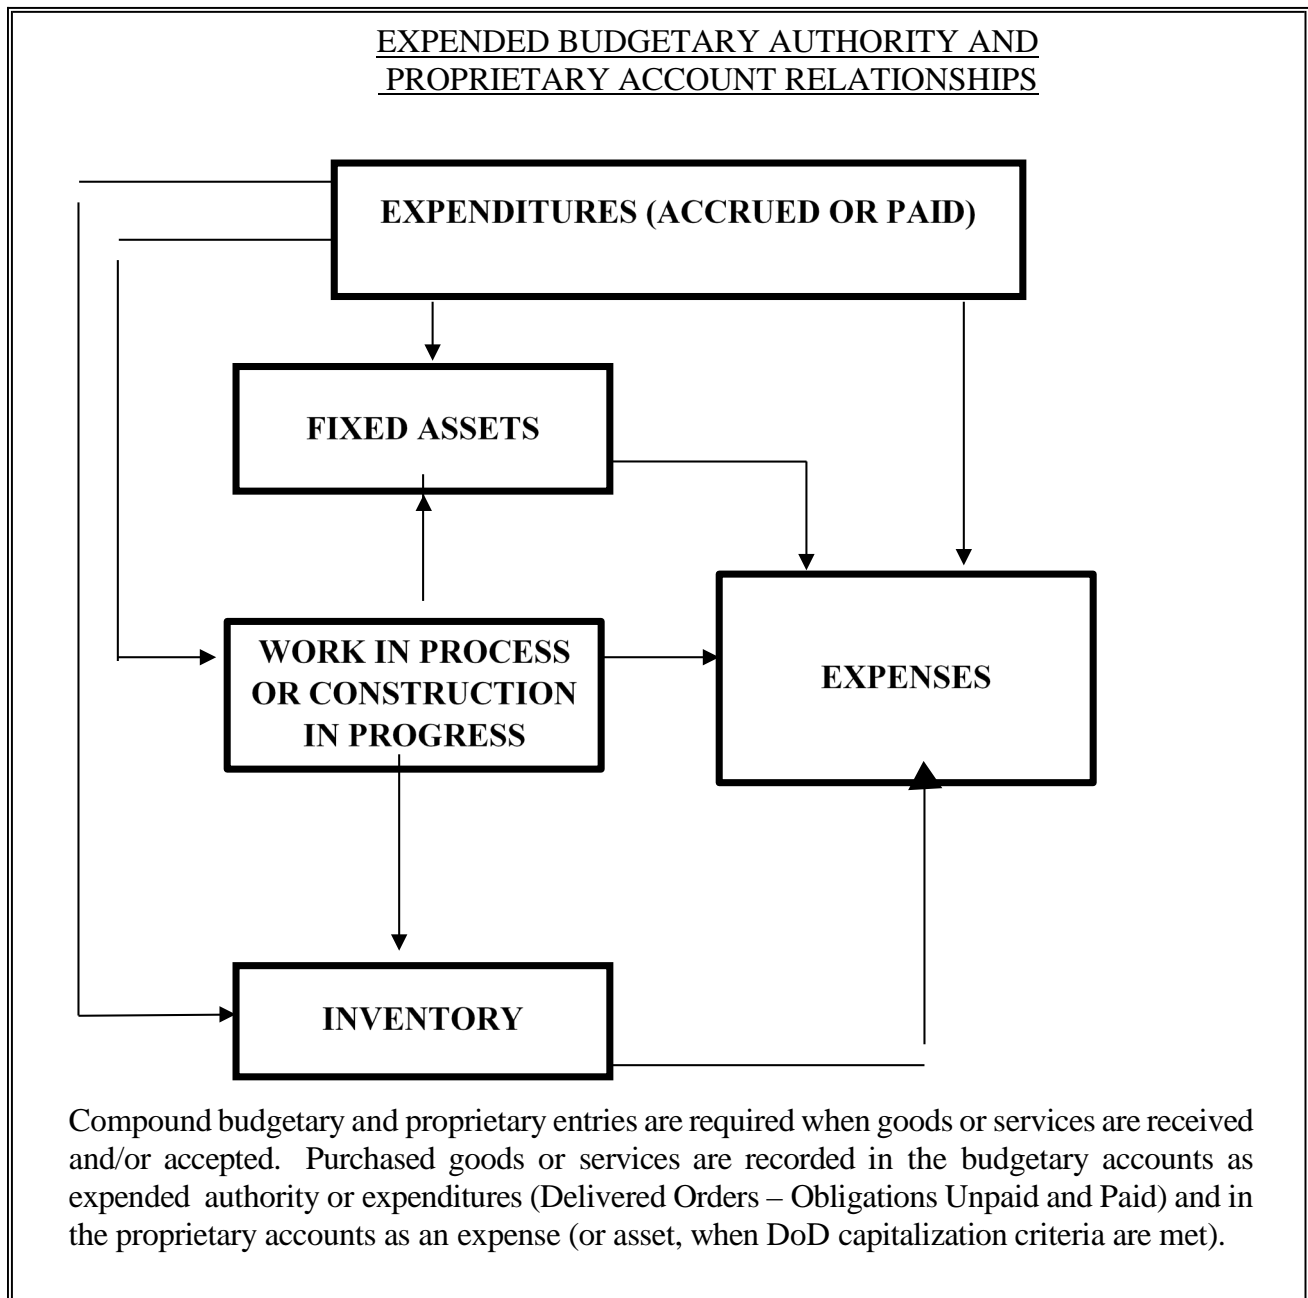 EXPENDED BUDGETARY AUTHORITY AND
PROPRIETARY ACCOUNT RELATIONSHIPS
EXPENDITURES (ACCRUED OR PAID)
FIXED ASSETS
WORK IN PROCESS
OR CONSTRUCTION
IN PROGRESS
EXPENSES
INVENTORY
Compound budgetary and proprietary entries are required when goods or services are received
and/or accepted. Purchased goods or services are recorded in the budgetary accounts as
expended authority or expenditures (Delivered Orders – Obligations Unpaid and Paid) and in
the proprietary accounts as an expense (or asset, when DoD capitalization criteria are met).